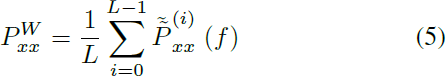 P^W_{xx} = \frac{1}{L} \sum_{i=0}^{L-1} \tilde{\tilde{P}}^{(i)}_{xx} (f) (5)